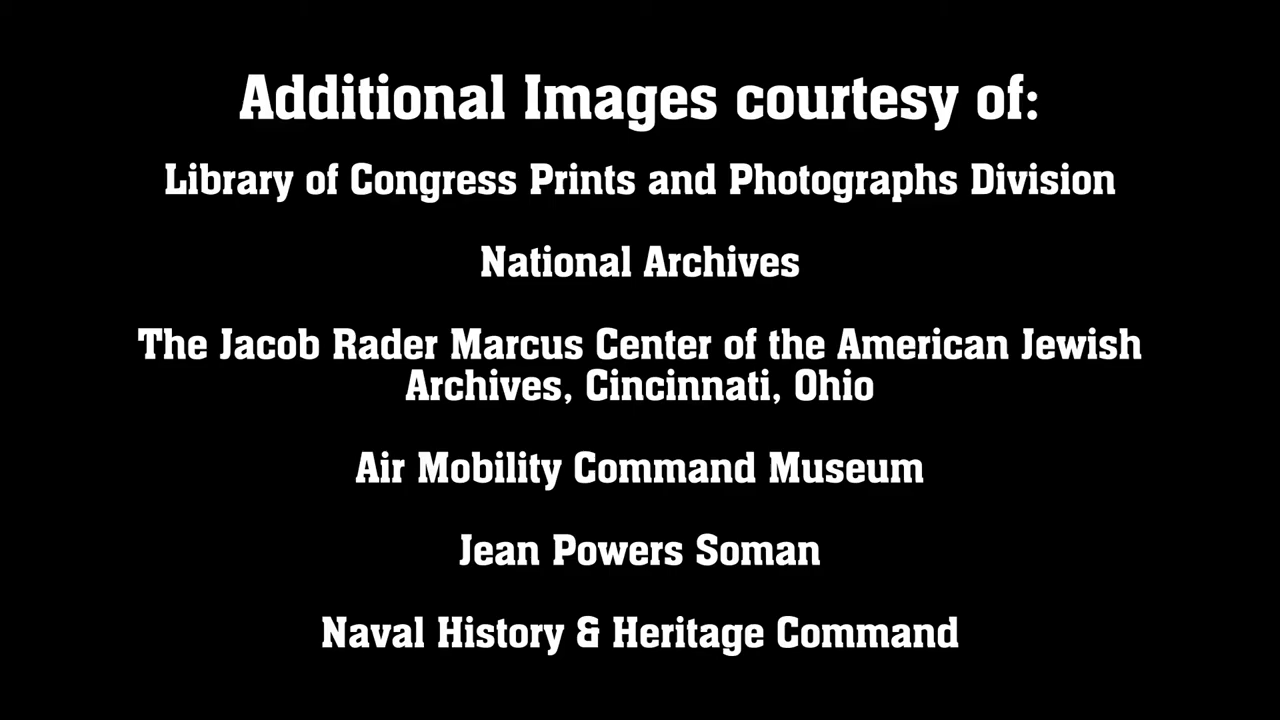 Additional Images courtesy of:
Library of Congress Prints and Photographs Division
National Archives
The Jacob Rader Marcus Center of the American Jewish
Archives, Cincinnati, Ohio
Air Mobility Command Museum
Jean Powers Soman
Naval History & Heritage Command